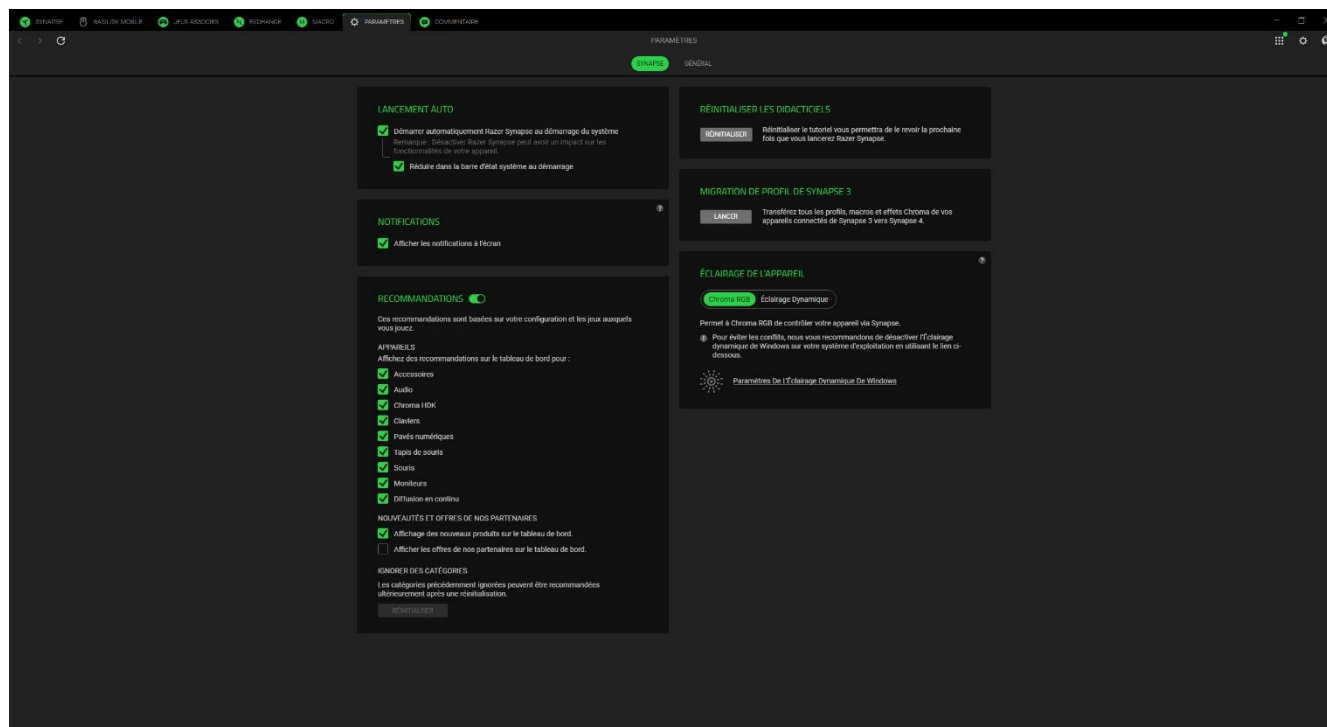 SYNAPSE BASILISK MOBILE JEUX ASSOCIÉS EXCHANGE MACRO PARAMÈTRES COMMENTAIRE
PARAMÈTRES
SYNAPSE GÉNÉRAL
LANCEMENT AUTO
Démarrer automatiquement Razer Synapse au démarrage du système
Remarque : Désactiver Razer Synapse peut avoir un impact sur les
fonctionnalités de votre appareil.
Réduire dans la barre d'état système au démarrage
NOTIFICATIONS
Afficher les notifications à l'écran
RECOMMANDATIONS
Ces recommandations sont basées sur votre configuration et les jeux auxquels
vous jouez.
APPAREILS
Affichez des recommandations sur le tableau de bord pour :
Accessoires
Audio
Chroma HDK
Claviers
Pavés numériques
Tapis de souris
Souris
Moniteurs
Diffusion en continu
NOUVEAUTÉS ET OFFRES DE NOS PARTENAIRES
Affichage des nouveaux produits sur le tableau de bord.
Afficher les offres de nos partenaires sur le tableau de bord.
IGNORER DES CATÉGORIES
Les catégories précédemment ignorées peuvent être recommandées
ultérieurement après une réinitialisation.
RÉINITIALISER
RÉINITIALISER LES DIDACTICIELS
RÉINITIALISER
Réinitialiser le tutoriel vous permettra de le revoir la prochaine
fois que vous lancerez Razer Synapse.
MIGRATION DE PROFIL DE SYNAPSE 3
LANCER
Transférez tous les profils, macros et effets Chroma de vos
appareils connectés de Synapse 3 vers Synapse 4.
ÉCLAIRAGE DE L'APPAREIL
Chroma RGB Éclairage Dynamique
Permet à Chroma RGB de contrôler votre appareil via Synapse.
Pour éviter les conflits, nous vous recommandons de désactiver l'Éclairage
dynamique de Windows sur votre système d'exploitation en utilisant le lien ci-
dessous.
Paramètres De L'Éclairage Dynamique De Windows